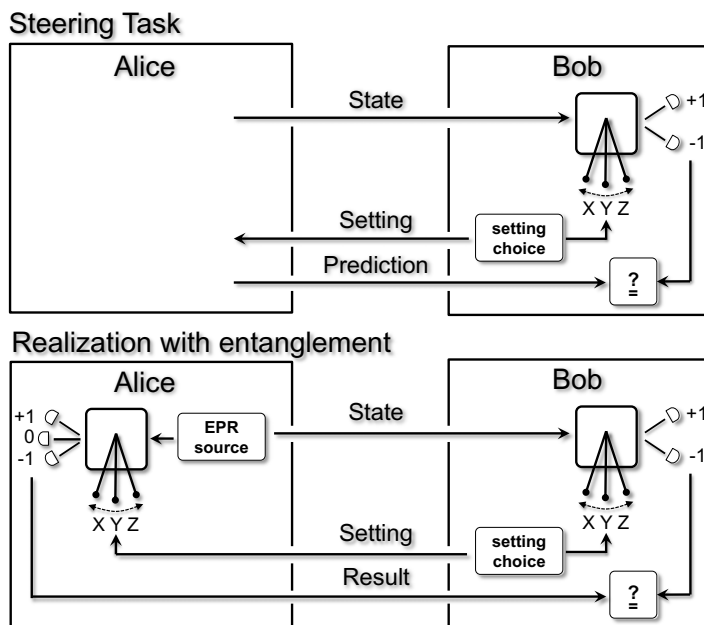 Steering Task
Alice
Bob
State
+1
-1
X Y Z
Setting
setting
choice
Prediction
?
=
Realization with entanglement
Alice
Bob
+1
0
-1
EPR
source
State
+1
-1
X Y Z
X Y Z
Setting
setting
choice
Result
?
=